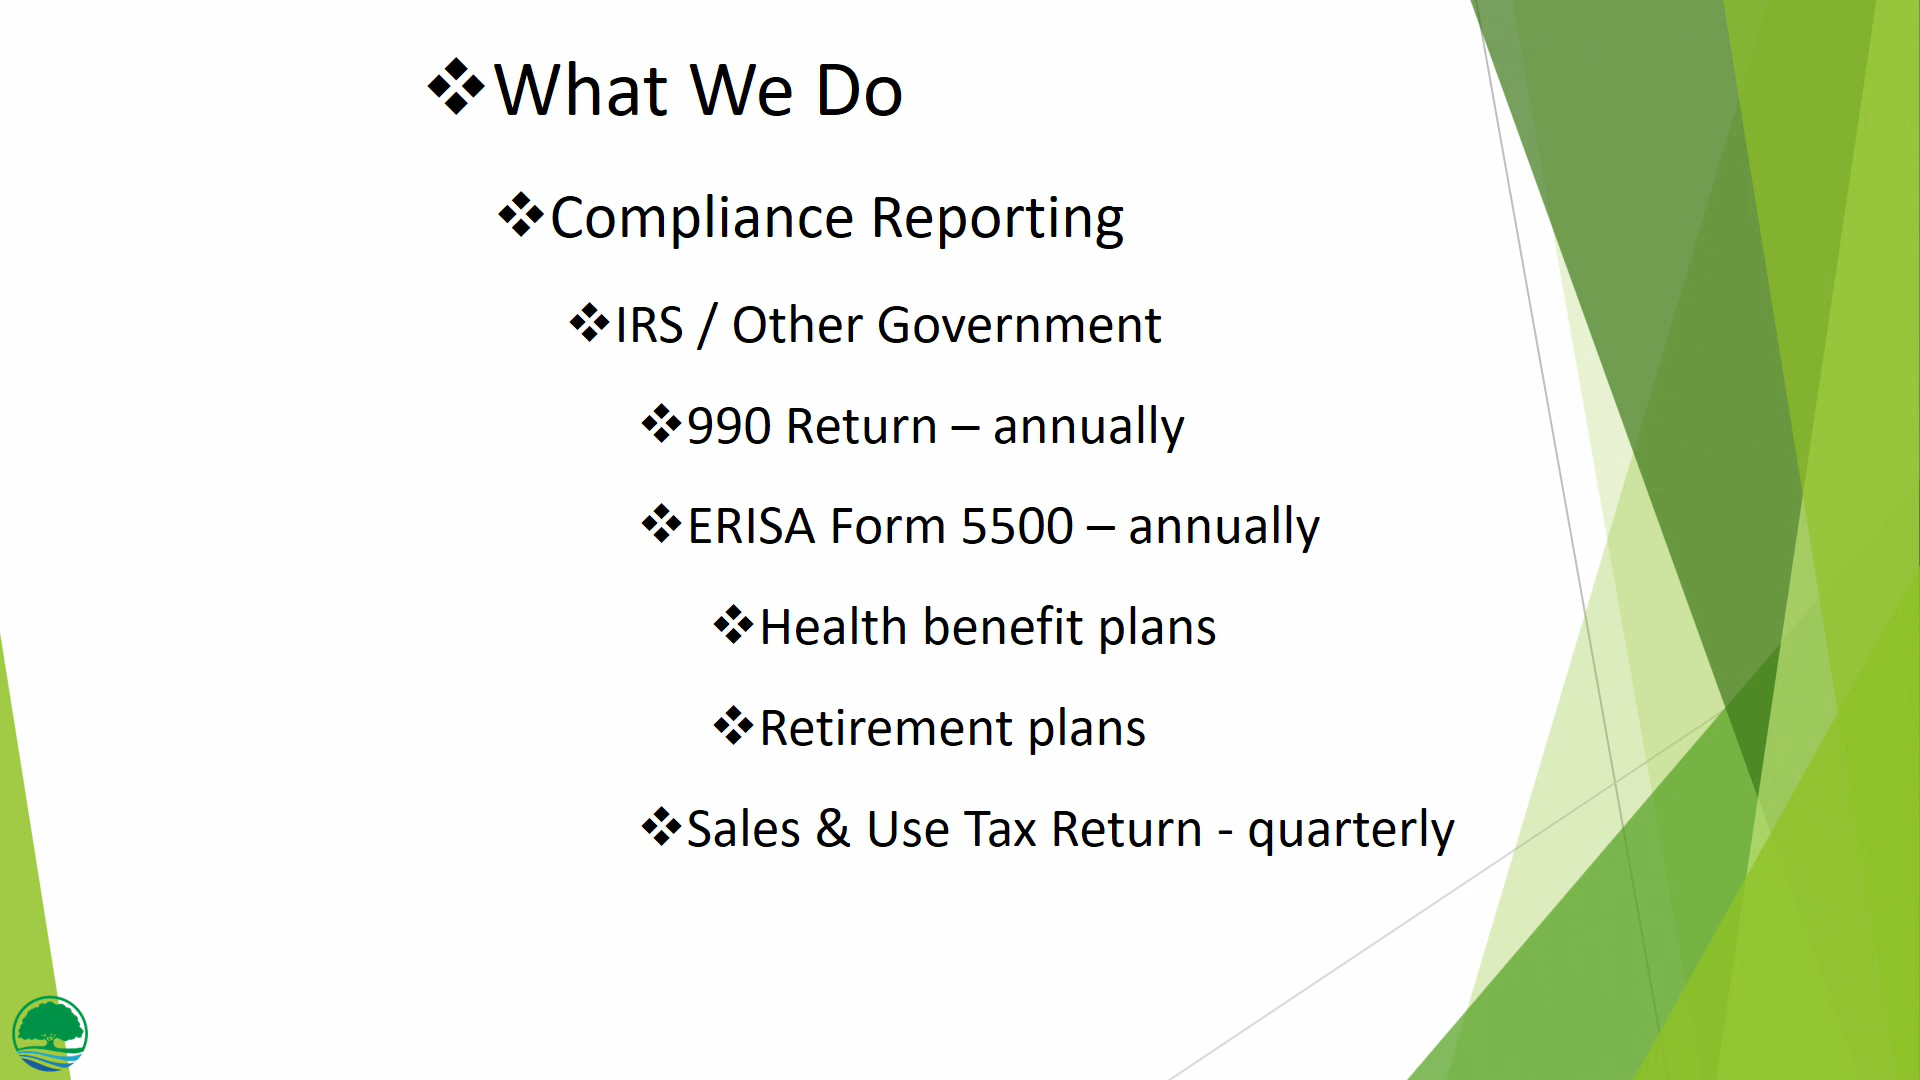 ❖What We Do
❖Compliance Reporting
❖IRS / Other Government
❖990 Return – annually
❖ERISA Form 5500 – annually
❖Health benefit plans
❖Retirement plans
❖Sales & Use Tax Return - quarterly